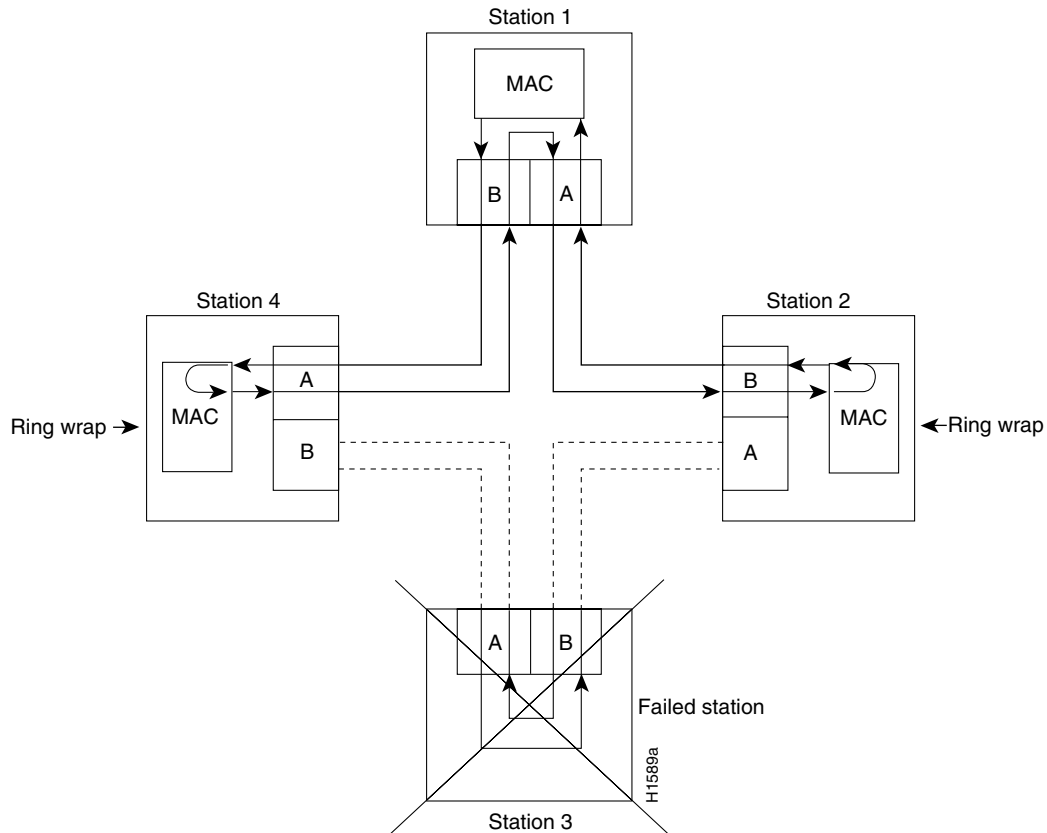 Station 1
MAC
B
A
Station 4
Station 2
A
B
MAC
MAC
Ring wrap
Ring wrap
B
A
A
B
Failed station
H1589a
Station 3